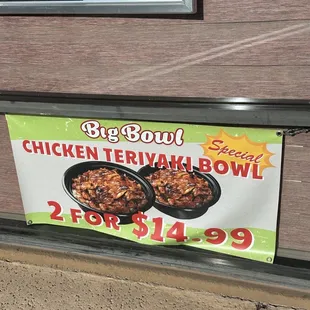 Big Bowl
CHICKEN TERIYAKI BOWL
Special
2 FOR $14.99